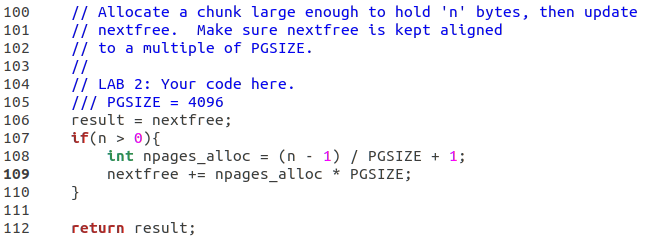 100 // Allocate a chunk large enough to hold 'n' bytes, then update
101 // nextfree.  Make sure nextfree is kept aligned
102 // to a multiple of PGSIZE.
103 //
104 // LAB 2: Your code here.
105 /// PGSIZE = 4096
106 result = nextfree;
107 if(n > 0){
108     int npages_alloc = (n - 1) / PGSIZE + 1;
109     nextfree += npages_alloc * PGSIZE;
110 }
111
112 return result;